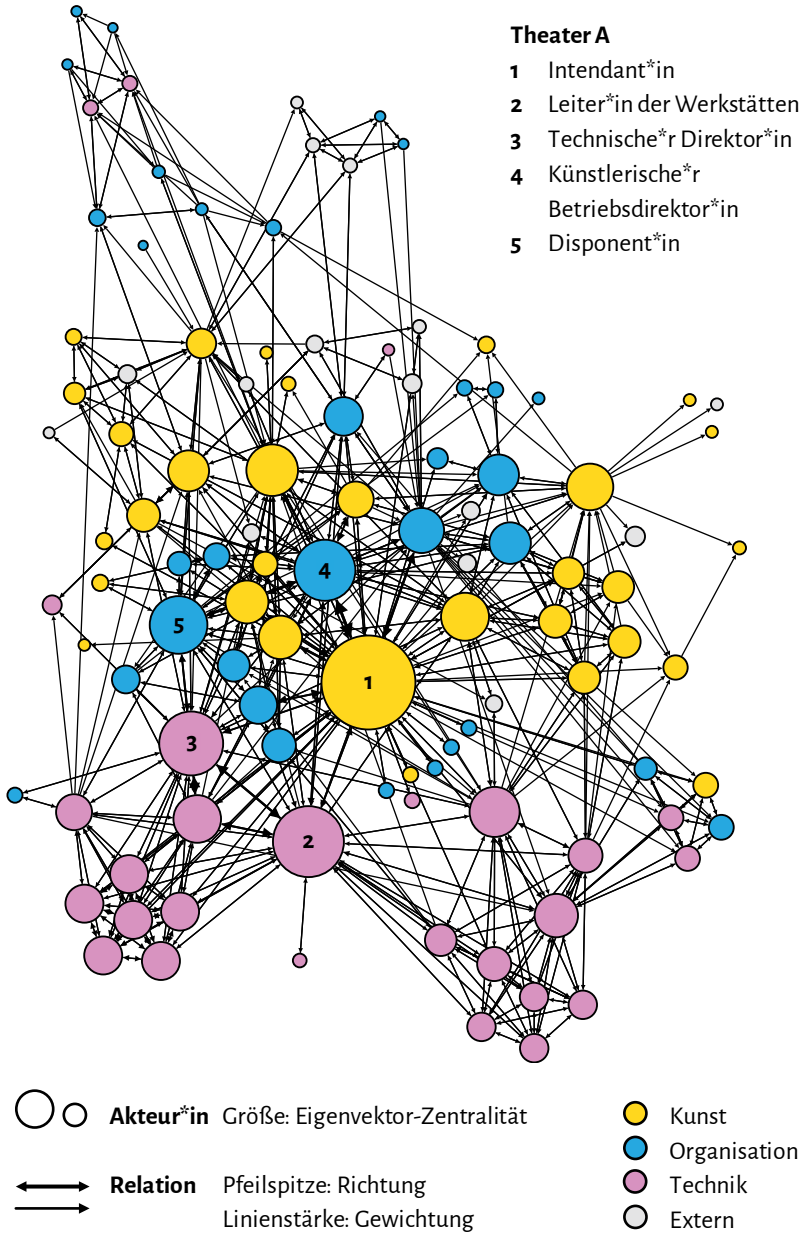 Theater A
1 Intendant*in
2 Leiter*in der Werkstätten
3 Technische*r Direktor*in
4 Künstlerische*r
Betriebsdirektor*in
5 Disponent*in
4
5
1
3
2
Akteur*in Größe: Eigenvektor-Zentralität
Relation Pfeilspitze: Richtung
Linienstärke: Gewichtung
Kunst
Organisation
Technik
Extern